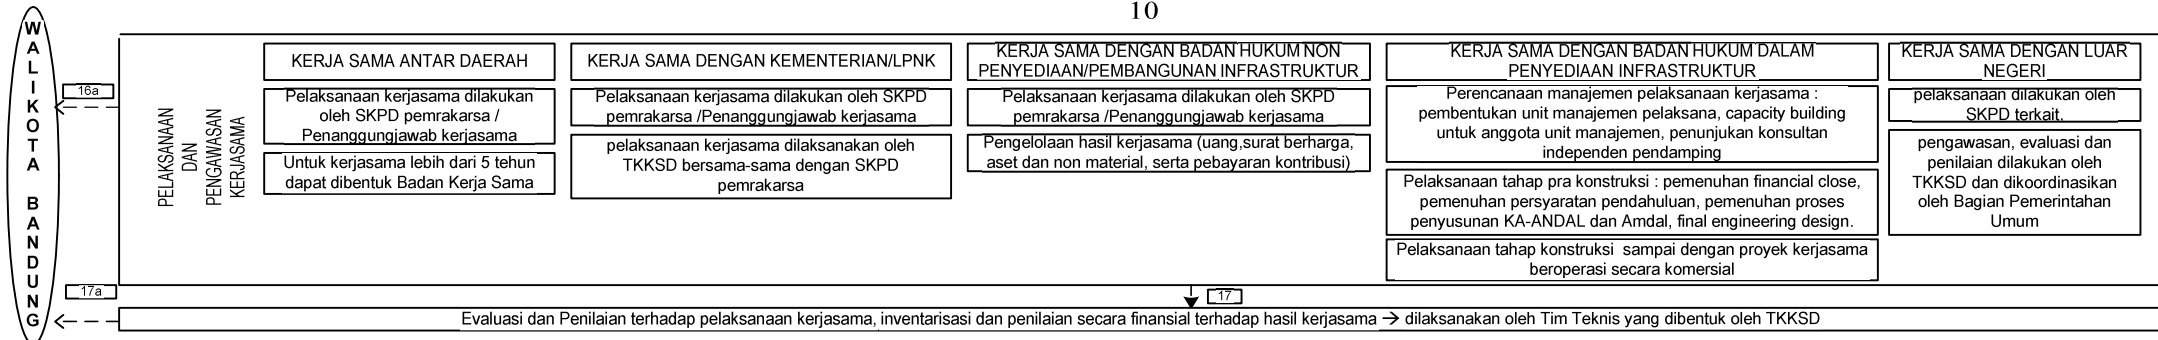 10
WALIKOTA BANDUNG
16a
17a
PELAKSANAAN
DAN
PENGAWASAN
KERJASAMA
KERJA SAMA ANTAR DAERAH
Pelaksanaan kerjasama dilakukan
oleh SKPD pemrakarsa /
Penanggungjawab kerjasama
Untuk kerjasama lebih dari 5 tehun
dapat dibentuk Badan Kerja Sama
KERJA SAMA DENGAN KEMENTERIAN/LPNK
Pelaksanaan kerjasama dilakukan oleh SKPD
pemrakarsa /Penanggungjawab kerjasama
pelaksanaan kerjasama dilaksanakan oleh
TKKSD bersama-sama dengan SKPD
pemrakarsa
KERJA SAMA DENGAN BADAN HUKUM NON
PENYEDIAAN/PEMBANGUNAN INFRASTRUKTUR
Pelaksanaan kerjasama dilakukan oleh SKPD
pemrakarsa /Penanggungjawab kerjasama
Pengelolaan hasil kerjasama (uang,surat berharga,
aset dan non material, serta pebayaran kontribusi)
KERJA SAMA DENGAN BADAN HUKUM DALAM
PENYEDIAAN INFRASTRUKTUR
Perencanaan manajemen pelaksanaan kerjasama :
pembentukan unit manajemen pelaksana, capacity building
untuk anggota unit manajemen, penunjukan konsultan
independen pendamping
Pelaksanaan tahap pra konstruksi : pemenuhan financial close,
pemenuhan persyaratan pendahuluan, pemenuhan proses
penyusunan KA-ANDAL dan Amdal, final engineering design.
Pelaksanaan tahap konstruksi sampai dengan proyek kerjasama
beroperasi secara komersial
KERJA SAMA DENGAN LUAR
NEGERI
pelaksanaan dilakukan oleh
SKPD terkait,
pengawasan, evaluasi dan
penilaian dilakukan oleh
TKKSD dan dikoordinasikan
oleh Bagian Pemerintahan
Umum
17
Evaluasi dan Penilaian terhadap pelaksanaan kerjasama, inventarisasi dan penilaian secara finansial terhadap hasil kerjasama → dilaksanakan oleh Tim Teknis yang dibentuk oleh TKKSD